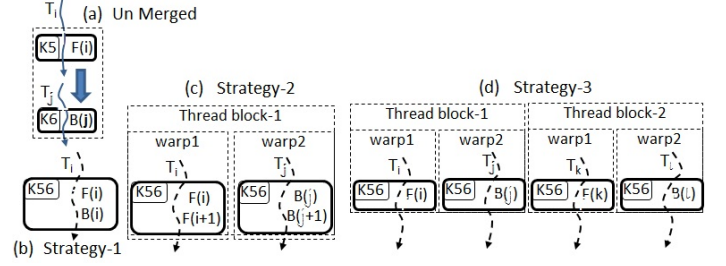 (a) Un Merged
Ti
K5 F(i)
Tj
K6 B(j)
Ti
K56 F(i)
B(i)
(b) Strategy-1
(c) Strategy-2
Thread block-1
warp1 warp2
Ti Tj
K56 F(i) K56 B(j)
F(i+1) B(j+1)
(d) Strategy-3
Thread block-1 Thread block-2
warp1 warp2 warp1 warp2
Ti Tj Tk Tl
K56 F(i) K56 B(j) K56 F(k) K56 B(l)